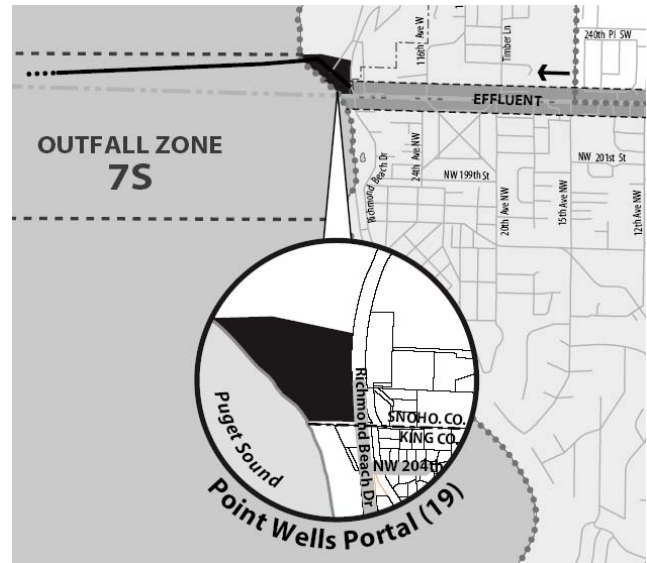 240th Pl SW
116th Ave W
Timber Ln
EFFLUENT
OUTFALL ZONE
7S
NW 201st St
Richmond Beach Dr
24th Ave NW
NW 199th St
20th Ave NW
15th Ave NW
12th Ave NW
Richmond Beach Dr
SNOHO. CO.
KING CO.
NW 204th
Puget Sound
Point Wells Portal (19)